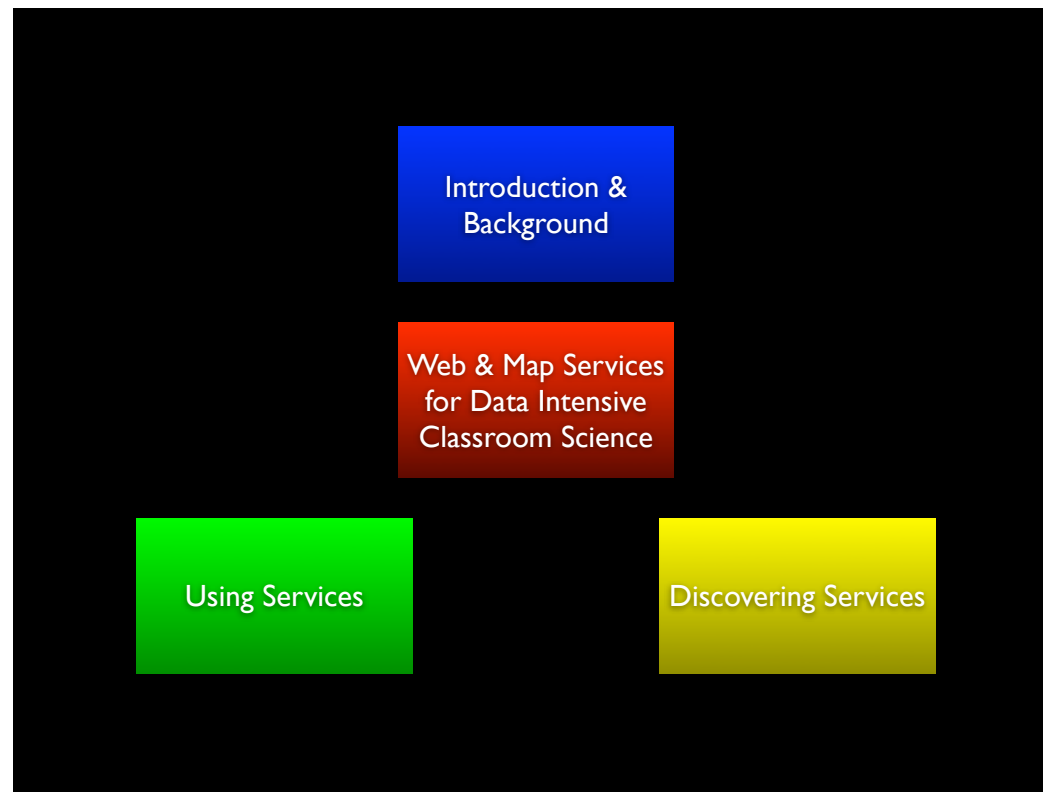 Introduction &
Background
Web & Map Services
for Data Intensive
Classroom Science
Using Services
Discovering Services